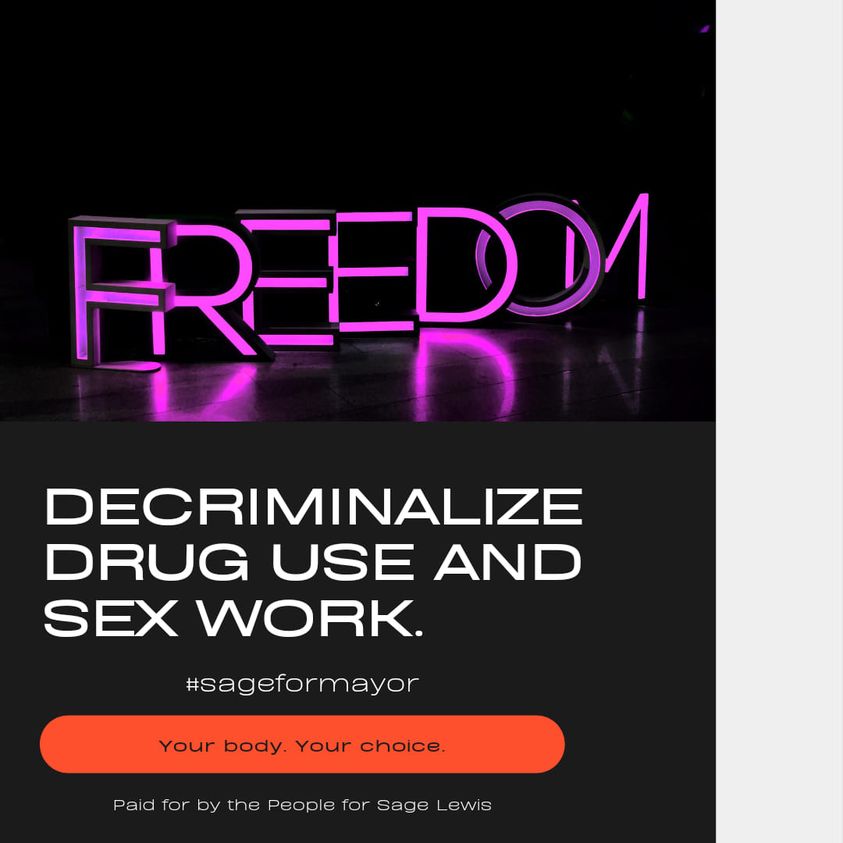 FREEDOM
DECRIMINALIZE
DRUG USE AND
SEX WORK.
#sageformayor
Your body. Your choice.
Paid for by the People for Sage Lewis